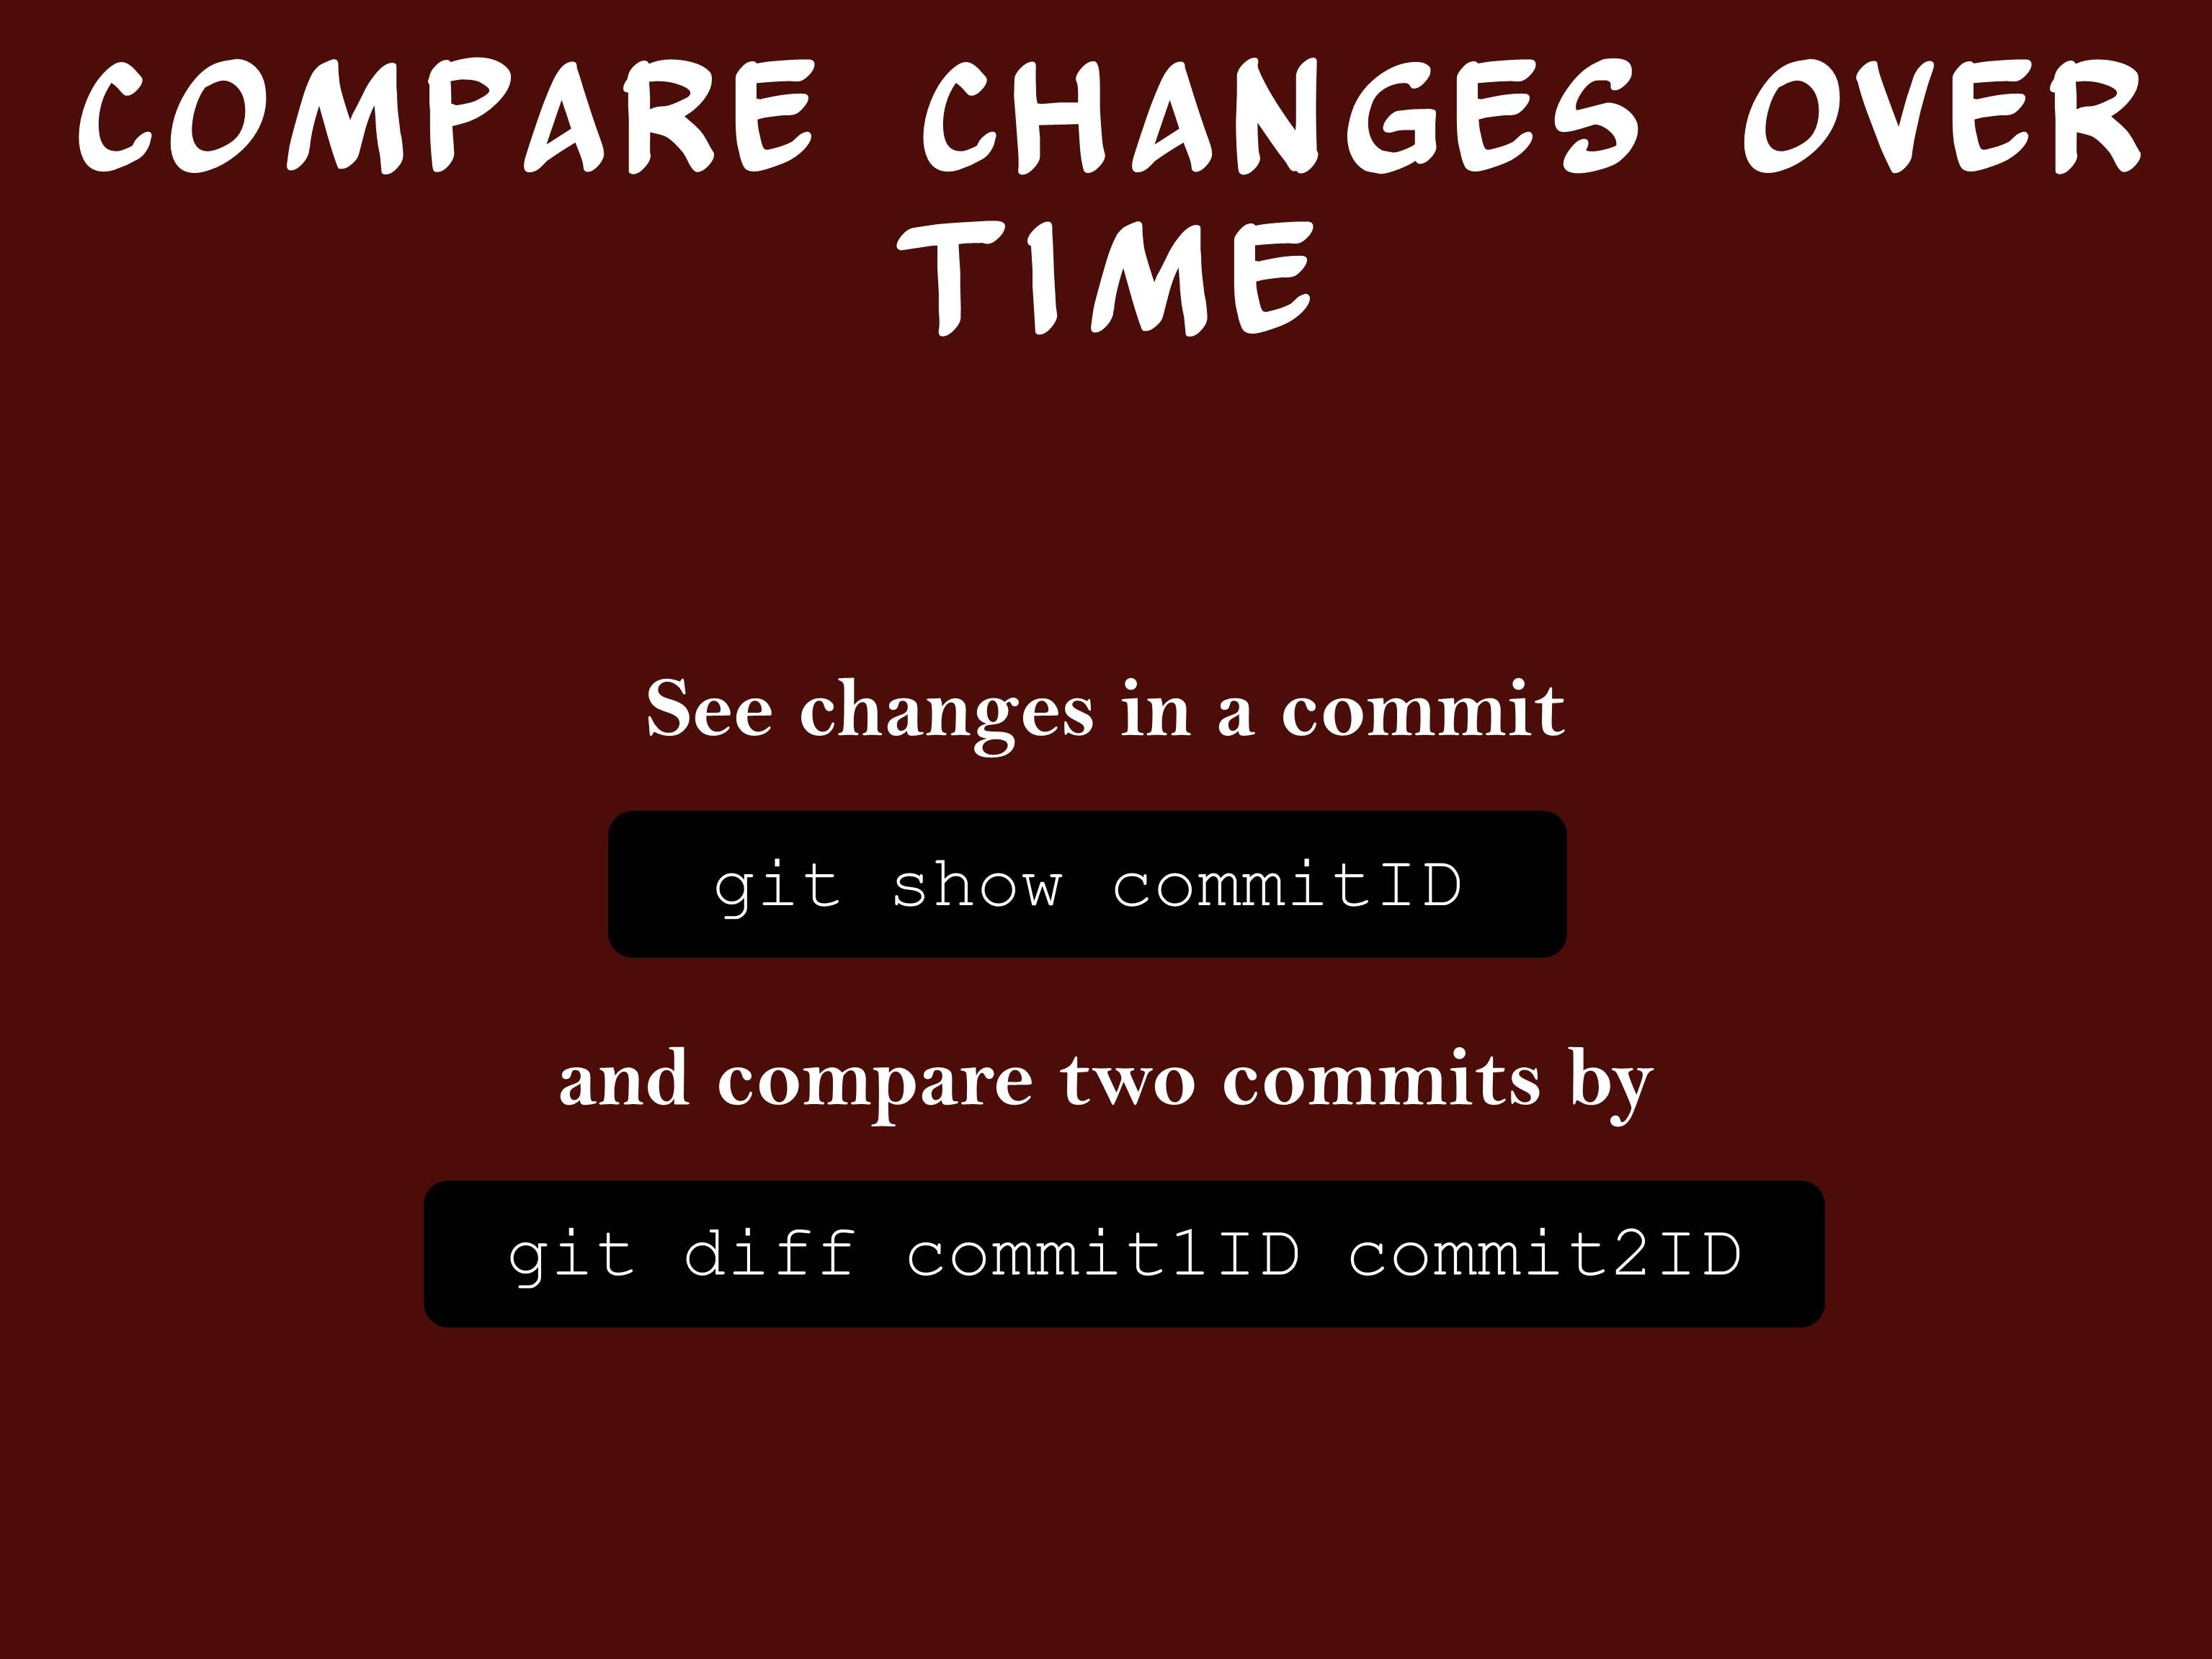 COMPARE CHANGES OVER
TIME
See changes in a commit
git show commitID
and compare two commits by
git diff commit1ID commit2ID